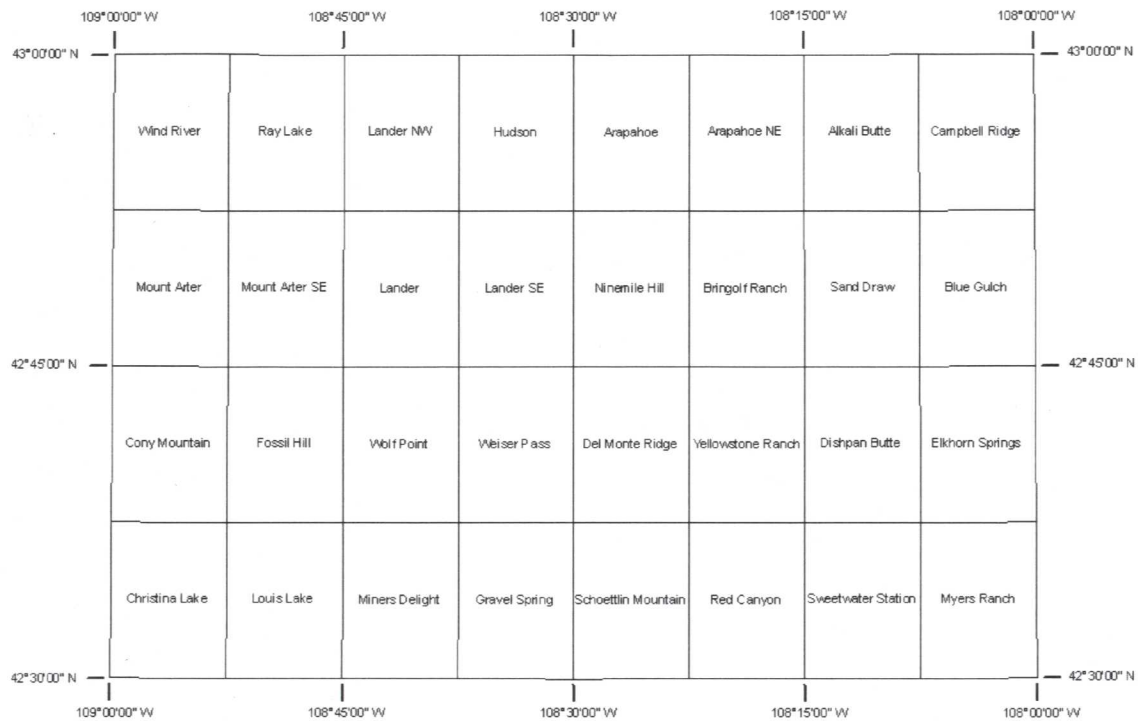 109°00'00" W 108°45'00" W 108°30'00" W 108°15'00" W 108°00'00" W
43°00'00" N 43°00'00" N
Wind River Ray Lake Lander NW Hudson Arapahoe Arapahoe NE Alkali Butte Campbell Ridge
Mount Arter Mount Arter SE Lander Lander SE Ninemile Hill Bringolf Ranch Sand Draw Blue Gulch
42°45'00" N 42°45'00" N
Cony Mountain Fossil Hill Wolf Point Weiser Pass Del Monte Ridge Yellowstone Ranch Dishpan Butte Elkhorn Springs
Christina Lake Louis Lake Miners Delight Gravel Spring Schoettlin Mountain Red Canyon Sweetwater Station Myers Ranch
42°30'00" N 42°30'00" N
109°00'00" W 108°45'00" W 108°30'00" W 108°15'00" W 108°00'00" W